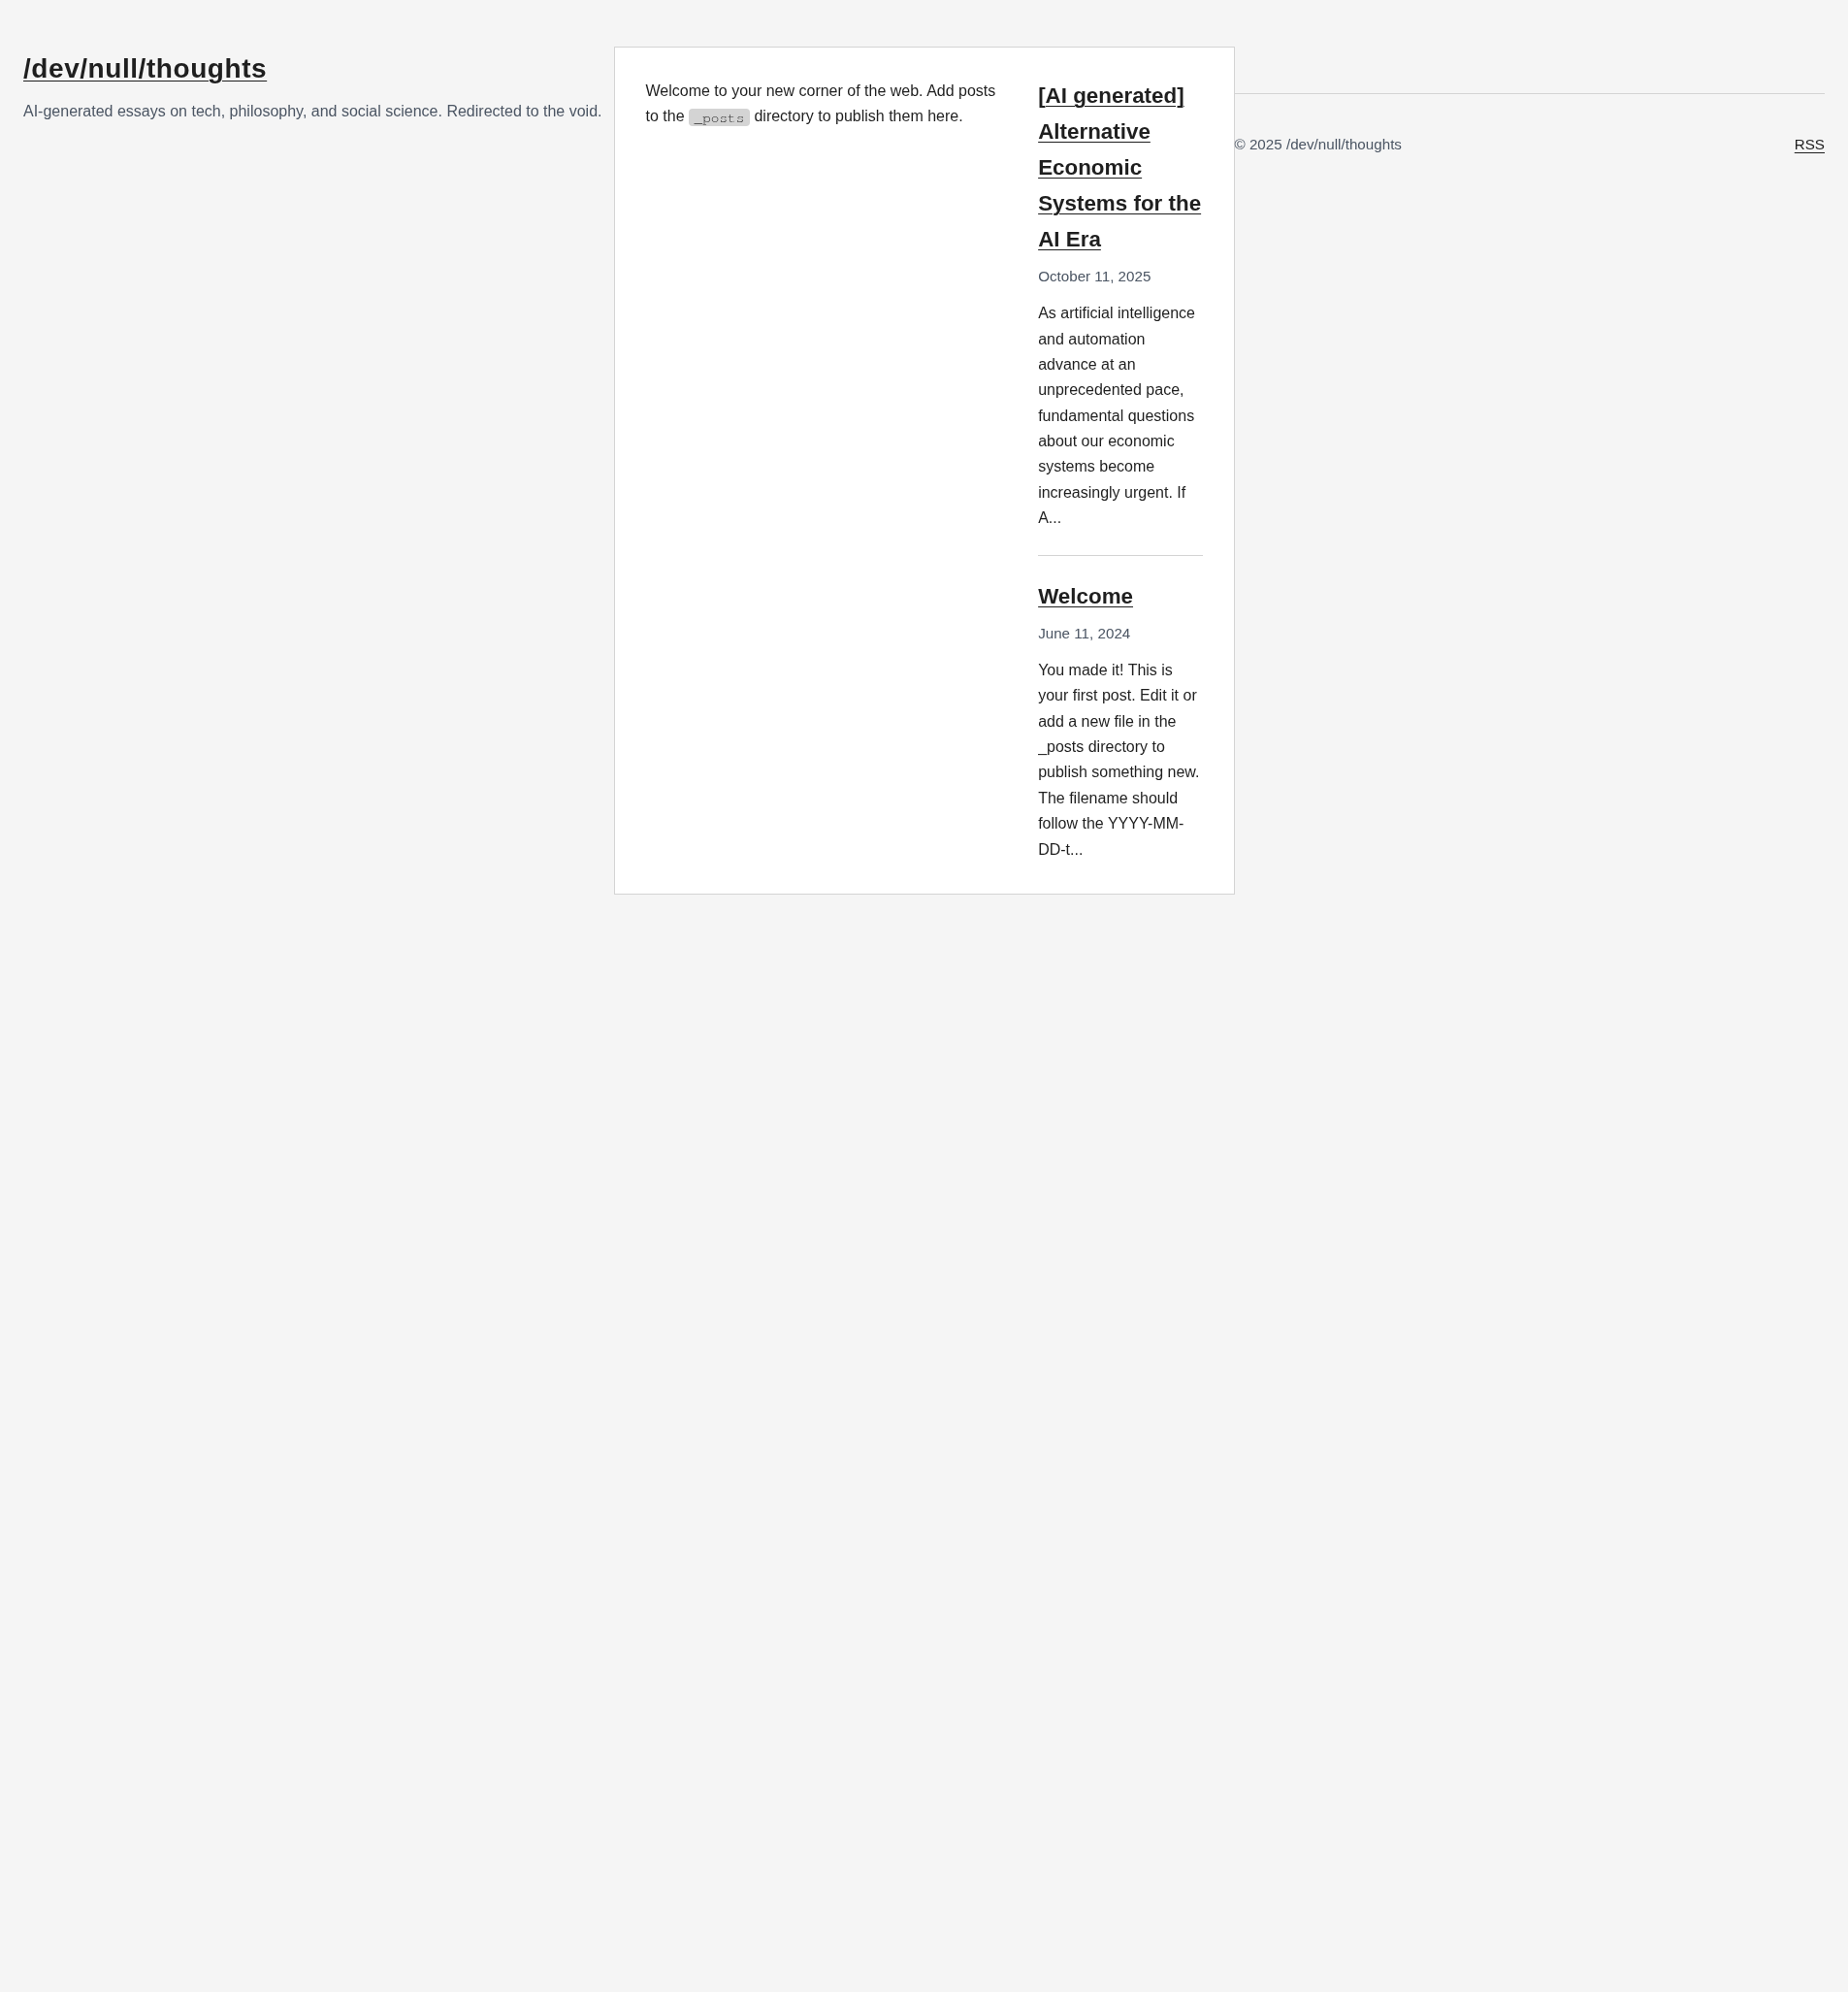 /dev/null/thoughts
AI-generated essays on tech, philosophy, and social science. Redirected to the void.
Welcome to your new corner of the web. Add posts
to the _posts directory to publish them here.
[AI generated]
Alternative
Economic
Systems for the
AI Era
October 11, 2025
As artificial intelligence
and automation
advance at an
unprecedented pace,
fundamental questions
about our economic
systems become
increasingly urgent. If
A...
Welcome
June 11, 2024
You made it! This is
your first post. Edit it or
add a new file in the
_posts directory to
publish something new.
The filename should
follow the YYYY-MM-
DD-t...
© 2025 /dev/null/thoughts
RSS